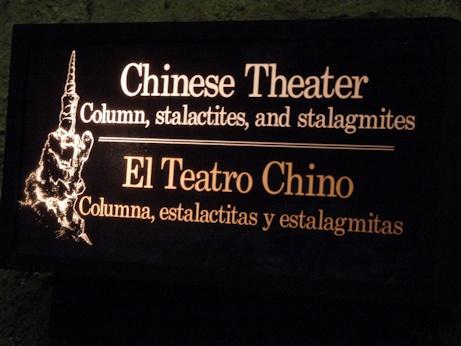 Chinese Theater
Column, stalactites, and stalagmites
El Teatro Chino
Columna, estalactitas y estalagmitas